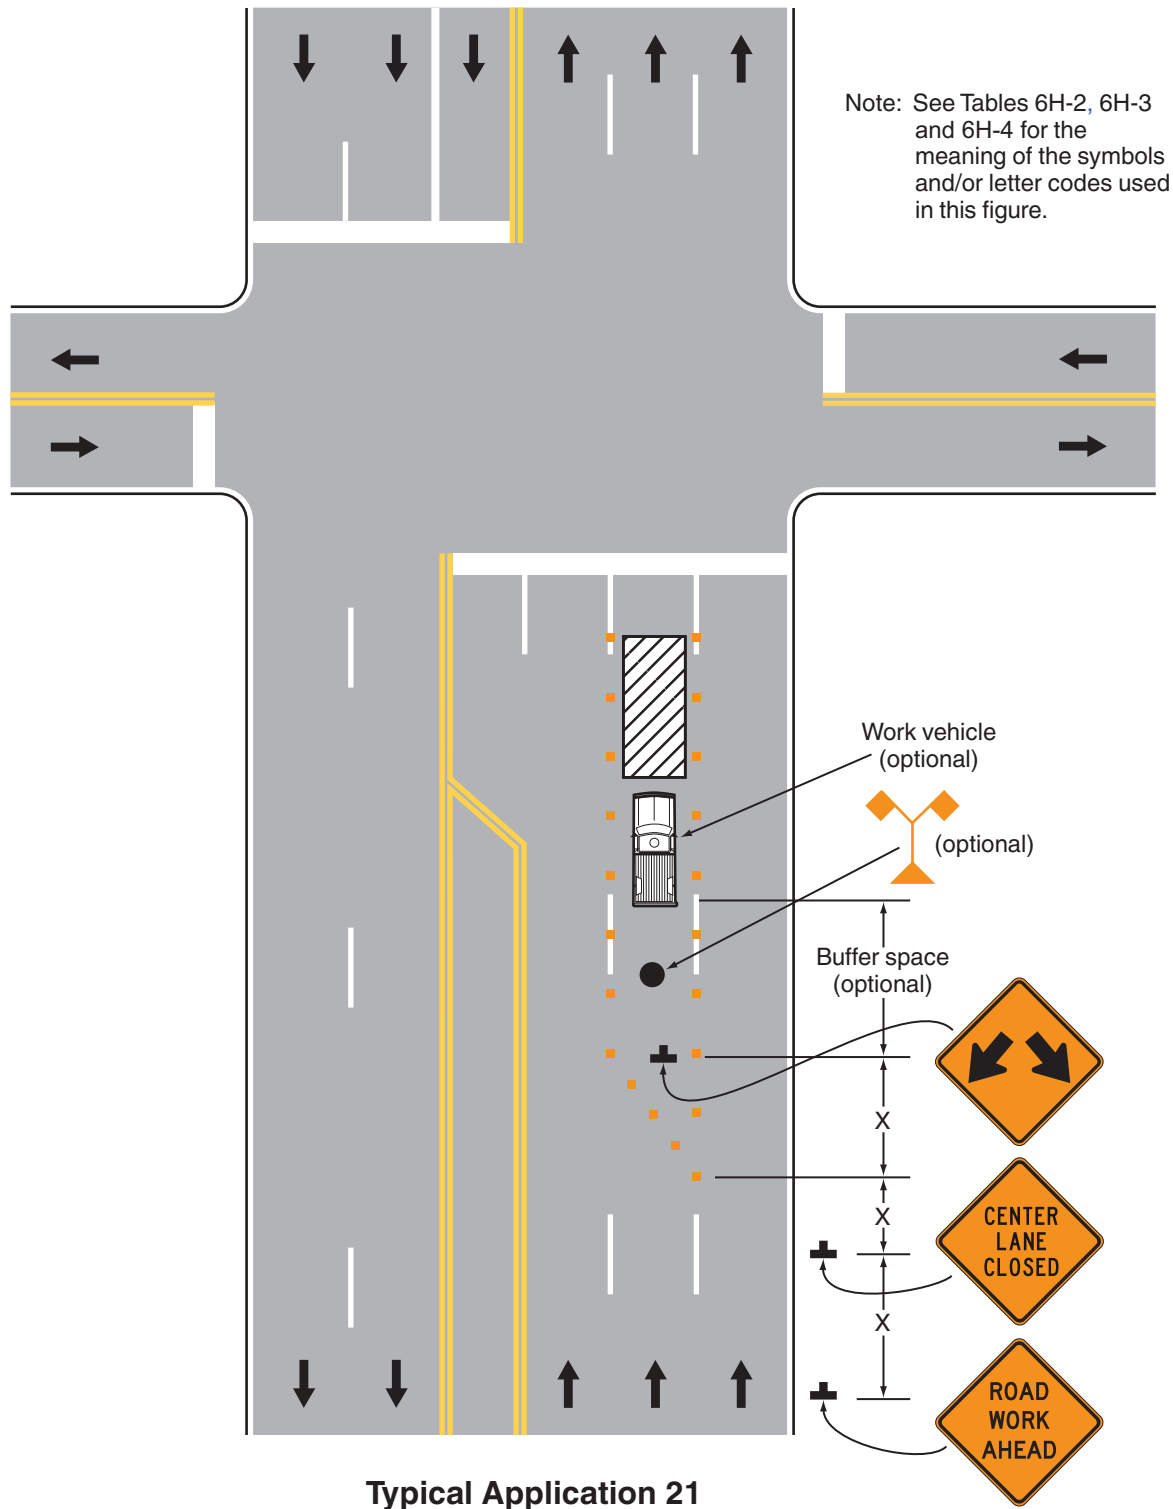 Note: See Tables 6H-2, 6H-3
and 6H-4 for the
meaning of the symbols
and/or letter codes used
in this figure.
Work vehicle
(optional)
(optional)
Buffer space
(optional)
X
X
CENTER
LANE
CLOSED
X
ROAD
WORK
AHEAD
Typical Application 21